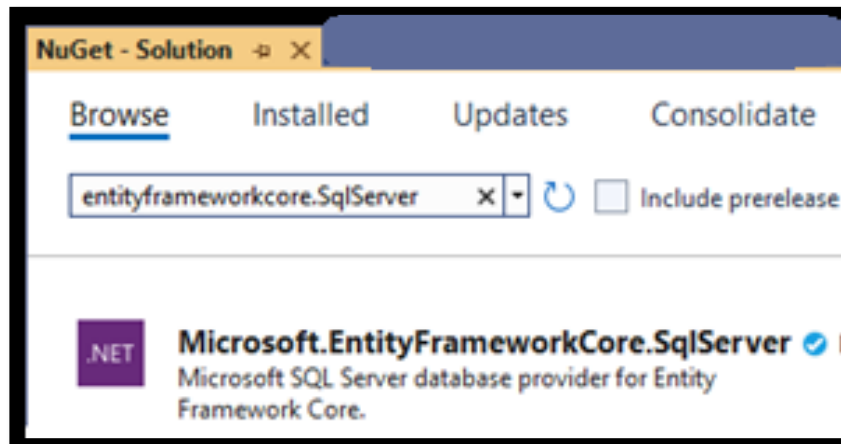 NuGet - Solution
Browse Installed Updates Consolidate
entityframeworkcore.SqlServer Include prerelease
.NET Microsoft.EntityFrameworkCore.SqlServer
Microsoft SQL Server database provider for Entity
Framework Core.